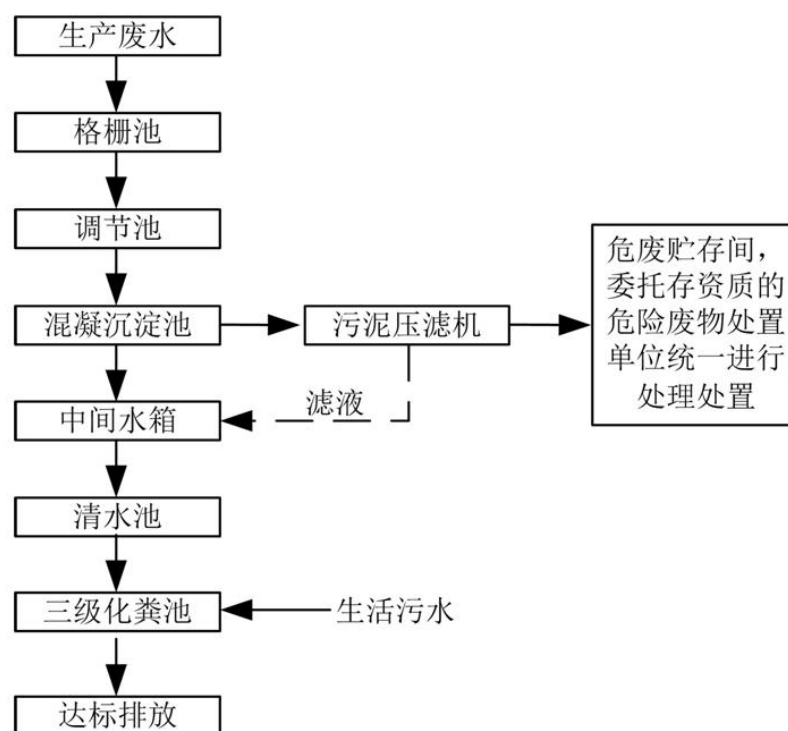 生产废水
格栅池
调节池
混凝沉淀池
污泥压滤机
危废贮存间，
委托存资质的
危险废物处置
单位统一进行
处理处置
滤液
中间水箱
清水池
三级化粪池
生活污水
达标排放